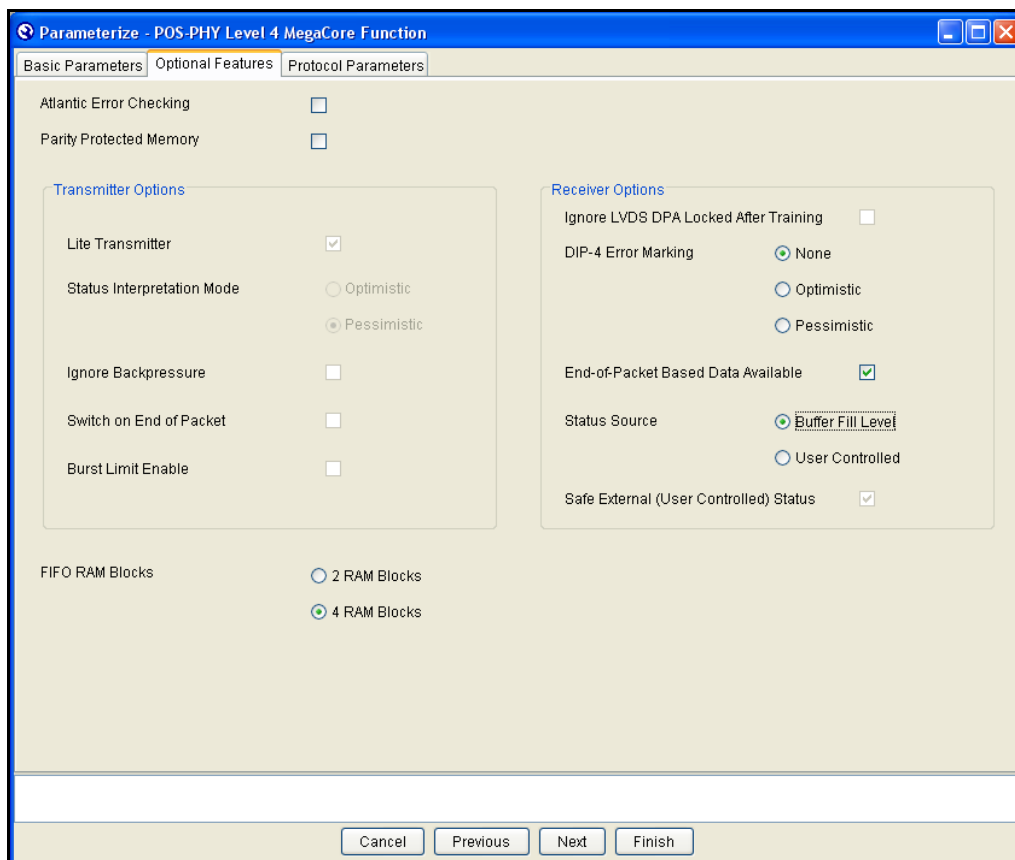 Parameterize - POS-PHY Level 4 MegaCore Function
Basic Parameters
Optional Features
Protocol Parameters
Atlantic Error Checking
Parity Protected Memory
Transmitter Options
Lite Transmitter
Status Interpretation Mode
Optimistic
Pessimistic
Ignore Backpressure
Switch on End of Packet
Burst Limit Enable
Receiver Options
Ignore LVDS DPA Locked After Training
DIP-4 Error Marking
None
Optimistic
Pessimistic
End-of-Packet Based Data Available
Status Source
Buffer Fill Level
User Controlled
Safe External (User Controlled) Status
FIFO RAM Blocks
2 RAM Blocks
4 RAM Blocks
Cancel
Previous
Next
Finish